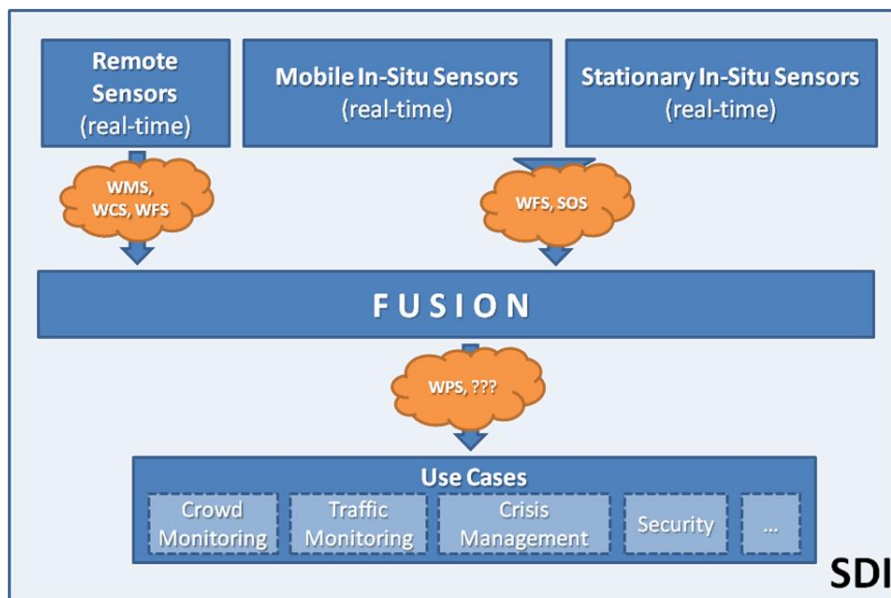 Remote
Sensors
(real-time)
Mobile In-Situ Sensors
(real-time)
Stationary In-Situ Sensors
(real-time)
WMS,
WCS, WFS
WFS, SOS
FUSION
WPS, ???
Use Cases
Crowd
Monitoring
Traffic
Monitoring
Crisis
Management
Security
...
SDI